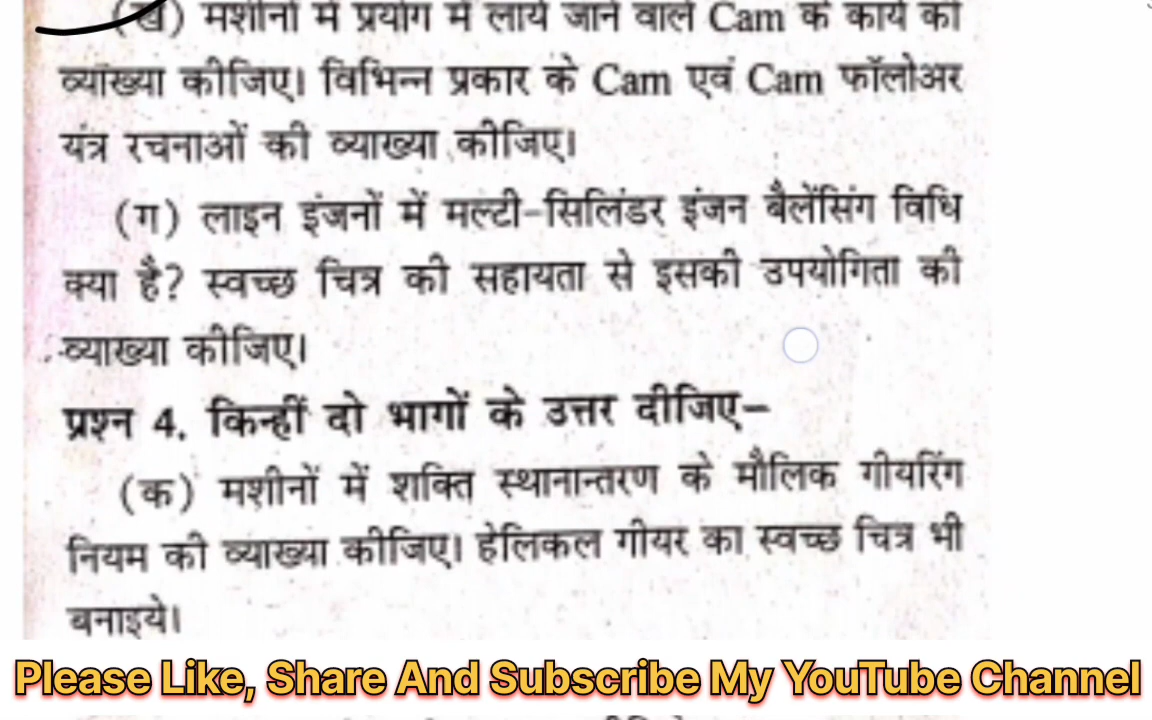 (ख) मशीनों में प्रयोग में लाये जाने वाले Cam के कार्य की
व्याख्या कीजिए। विभिन्न प्रकार के Cam एवं Cam फॉलोअर
यंत्र रचनाओं की व्याख्या कीजिए।
(ग) लाइन इंजनों में मल्टी-सिलिंडर इंजन बैलेंसिंग विधि
क्या है? स्वच्छ चित्र की सहायता से इसकी उपयोगिता की
व्याख्या कीजिए।
प्रश्न 4. किन्हीं दो भागों के उत्तर दीजिए–
(क) मशीनों में शक्ति स्थानान्तरण के मौलिक गीयरिंग
नियम की व्याख्या कीजिए। हेलिकल गीयर का स्वच्छ चित्र भी
बनाइये।
Please Like, Share And Subscribe My YouTube Channel